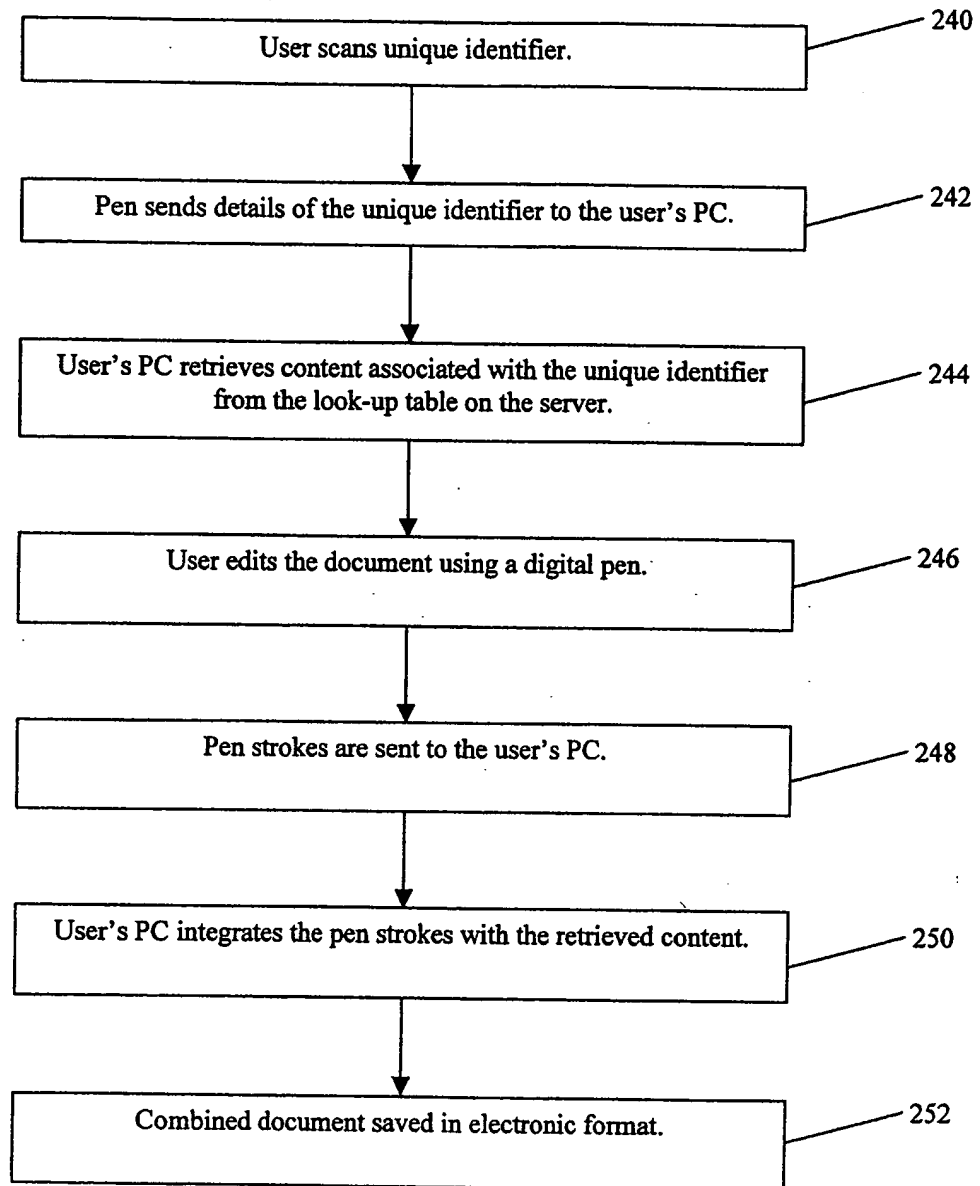 User scans unique identifier.
240
Pen sends details of the unique identifier to the user's PC.
242
User's PC retrieves content associated with the unique identifier
from the look-up table on the server.
244
User edits the document using a digital pen.
246
Pen strokes are sent to the user's PC.
248
User's PC integrates the pen strokes with the retrieved content.
250
Combined document saved in electronic format.
252